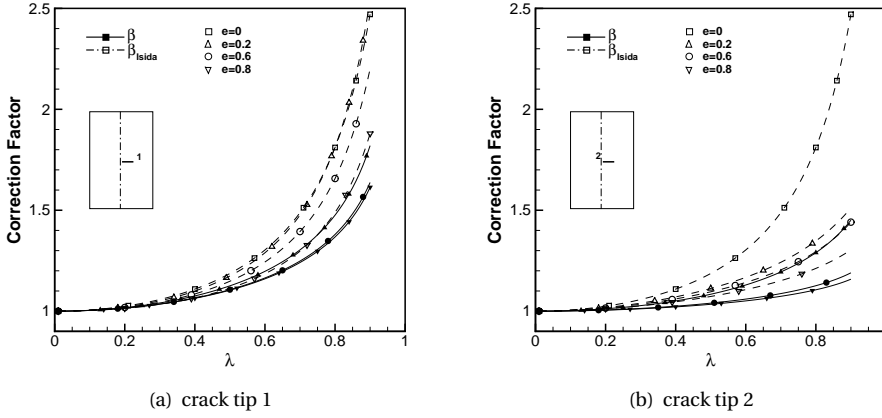 2.5
2
1.5
1
Correction Factor
β
β Isida
e=0
e=0.2
e=0.6
e=0.8
1
0 0.2 0.4 0.6 0.8 1
λ
(a) crack tip 1
2.5
2
1.5
1
Correction Factor
β
β Isida
e=0
e=0.2
e=0.6
e=0.8
2
0 0.2 0.4 0.6 0.8
λ
(b) crack tip 2